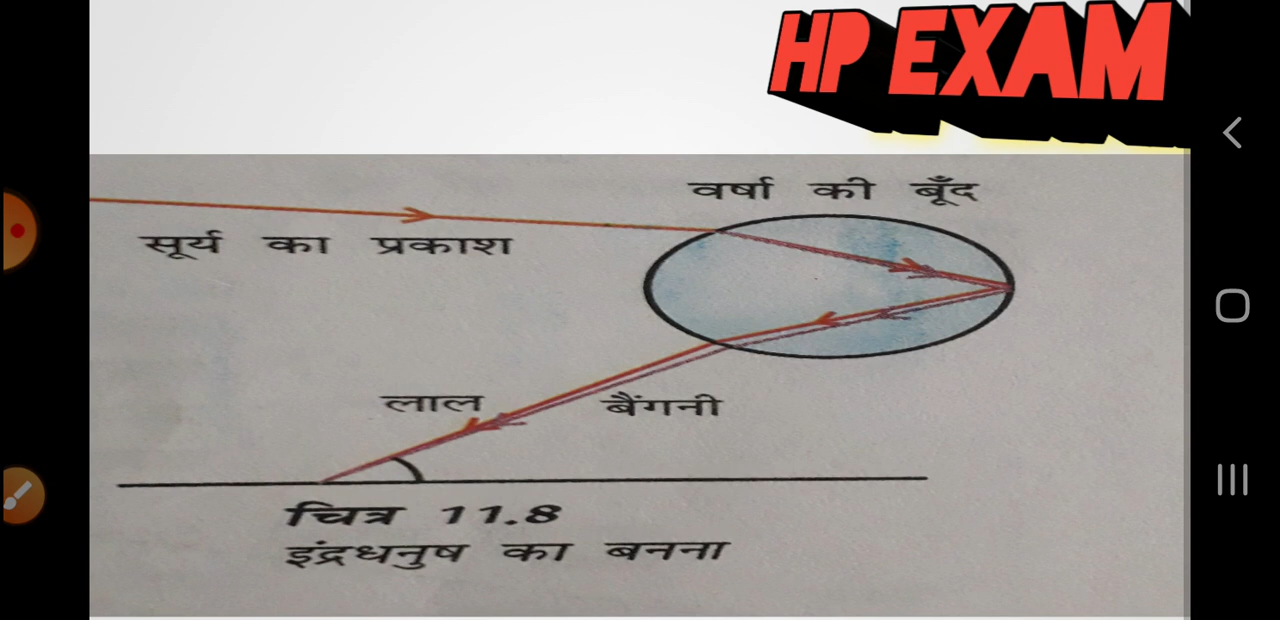 HP EXAM
वर्षा की बूँद
सूर्य का प्रकाश
लाल
बैंगनी
चित्र 11.8
इंद्रधनुष का बनना